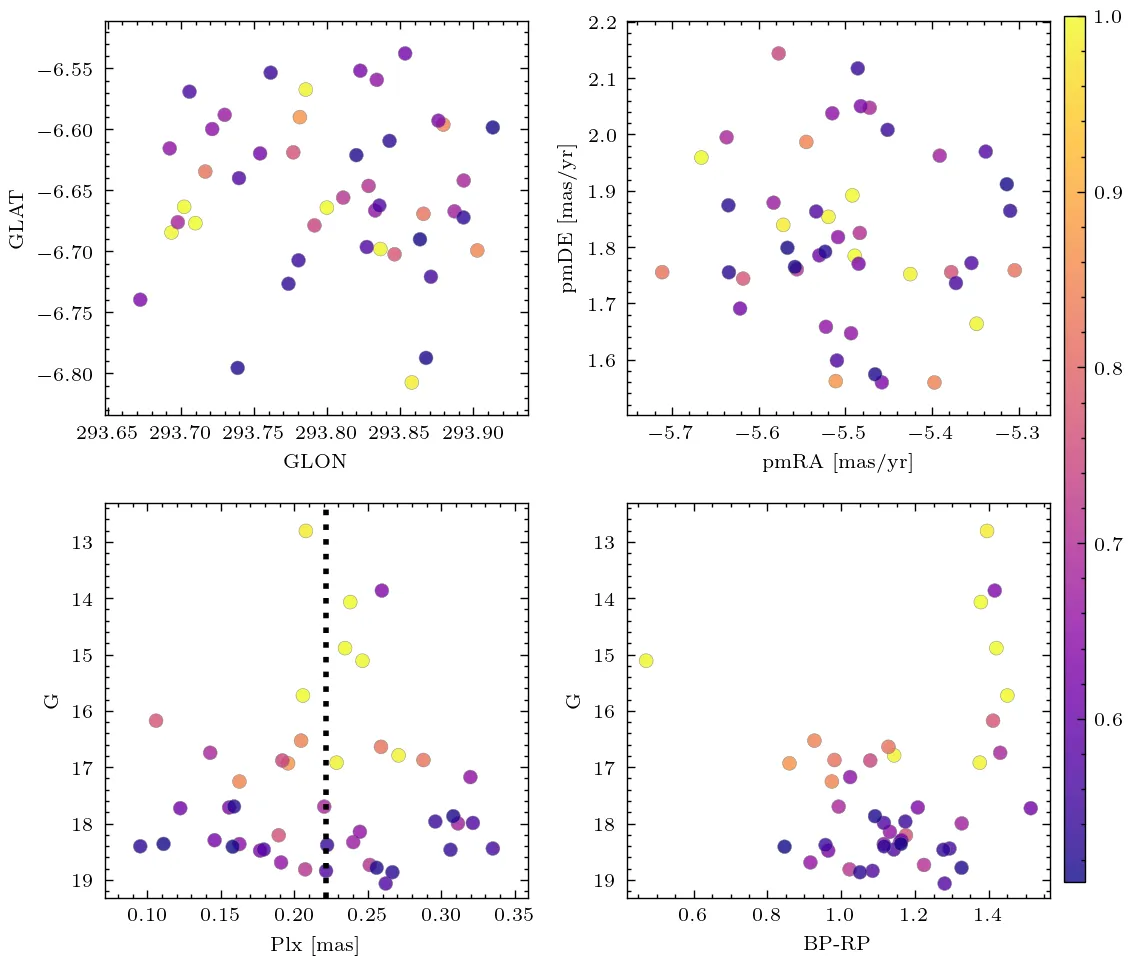 −6.55
−6.60
−6.65
−6.70
−6.75
−6.80
GLAT
293.65 293.70 293.75 293.80 293.85 293.90
GLON
2.2
2.1
2.0
1.9
1.8
1.7
1.6
pmDE [mas/yr]
−5.7 −5.6 −5.5 −5.4 −5.3
pmRA [mas/yr]
13
14
15
16
17
18
19
G
0.10 0.15 0.20 0.25 0.30 0.35
Plx [mas]
13
14
15
16
17
18
19
G
0.6 0.8 1.0 1.2 1.4
BP-RP
1.0
0.9
0.8
0.7
0.6